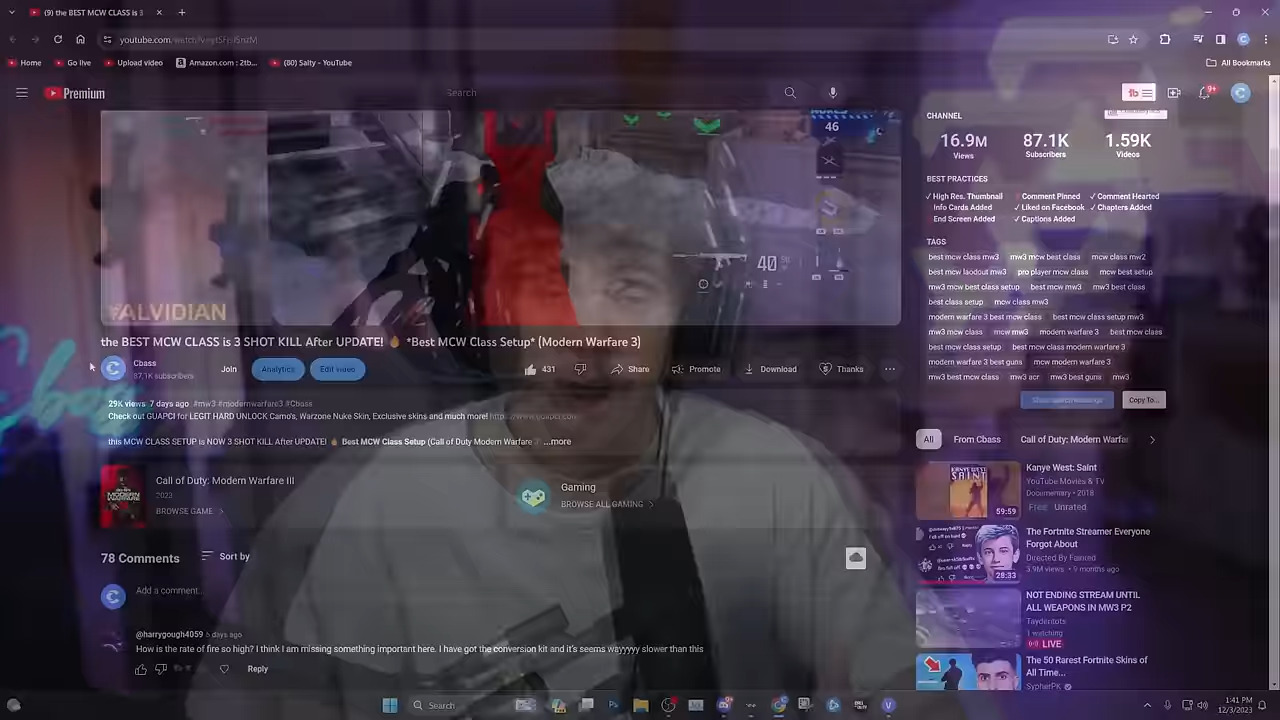 (9) the BEST MCW CLASS is 3
youtube.com
Home
Go live
Upload video
Amazon.com : 2tb...
(80) Salty - YouTube
All Bookmarks
Premium
Search
9+
46
40
ALVIDIAN
the BEST MCW CLASS is 3 SHOT KILL After UPDATE! 🔥 *Best MCW Class Setup* (Modern Warfare 3)
Cbass
87.1K subscribers
Join
Analytics
Edit video
431
Share
Promote
Download
Thanks
29K views 7 days ago #mw3 #modernwarfare3 #Cbass
Check out GUAPCI for LEGIT HARD UNLOCK Camo's, Warzone Nuke Skin, Exclusive skins and much more!
this MCW CLASS SETUP is NOW 3 SHOT KILL After UPDATE! 🔥 Best MCW Class Setup (Call of Duty Modern Warfare ...more
Call of Duty: Modern Warfare III
2023
BROWSE GAME
Gaming
BROWSE ALL GAMING
78 Comments
Sort by
Add a comment...
@harrygough4059 6 days ago
How is the rate of fire so high? I think I am missing something important here. I have got the conversion kit and it's seems wayyyyy slower than this
Reply
CHANNEL
16.9M 87.1K 1.59K
Views Subscribers Videos
BEST PRACTICES
✓ High Res. Thumbnail Comment Pinned ✓ Comment Hearted
Info Cards Added ✓ Liked on Facebook ✓ Chapters Added
End Screen Added ✓ Captions Added
TAGS
best mcw class mw3 mw3 mcw best class mcw class mw2
best mcw laodout mw3 pro player mcw class mcw best setup
mw3 mcw best class setup best mcw mw3 mw3 best class
best class setup mcw class mw3
modern warfare 3 best mcw class best mcw class setup mw3
mw3 mcw class mcw mw3 modern warfare 3 best mcw class
best mcw class setup best mcw class modern warfare 3
modern warfare 3 best guns mcw modern warfare 3
mw3 best mcw class mw3 acr mw3 best guns mw3
Copy To...
All
From Cbass
Call of Duty: Modern Warfar
Kanye West: Saint
YouTube Movies & TV
Documentary • 2018
Free Unrated
KANYE WEST
SAINT
59:59
The Fortnite Streamer Everyone
Forgot About
Directed By Fainted
3.9M views • 9 months ago
28:33
NOT ENDING STREAM UNTIL
ALL WEAPONS IN MW3 P2
Taydertots
1 watching
LIVE
The 50 Rarest Fortnite Skins of
All Time...
SypherPK
Search
1:41 PM
12/3/2023